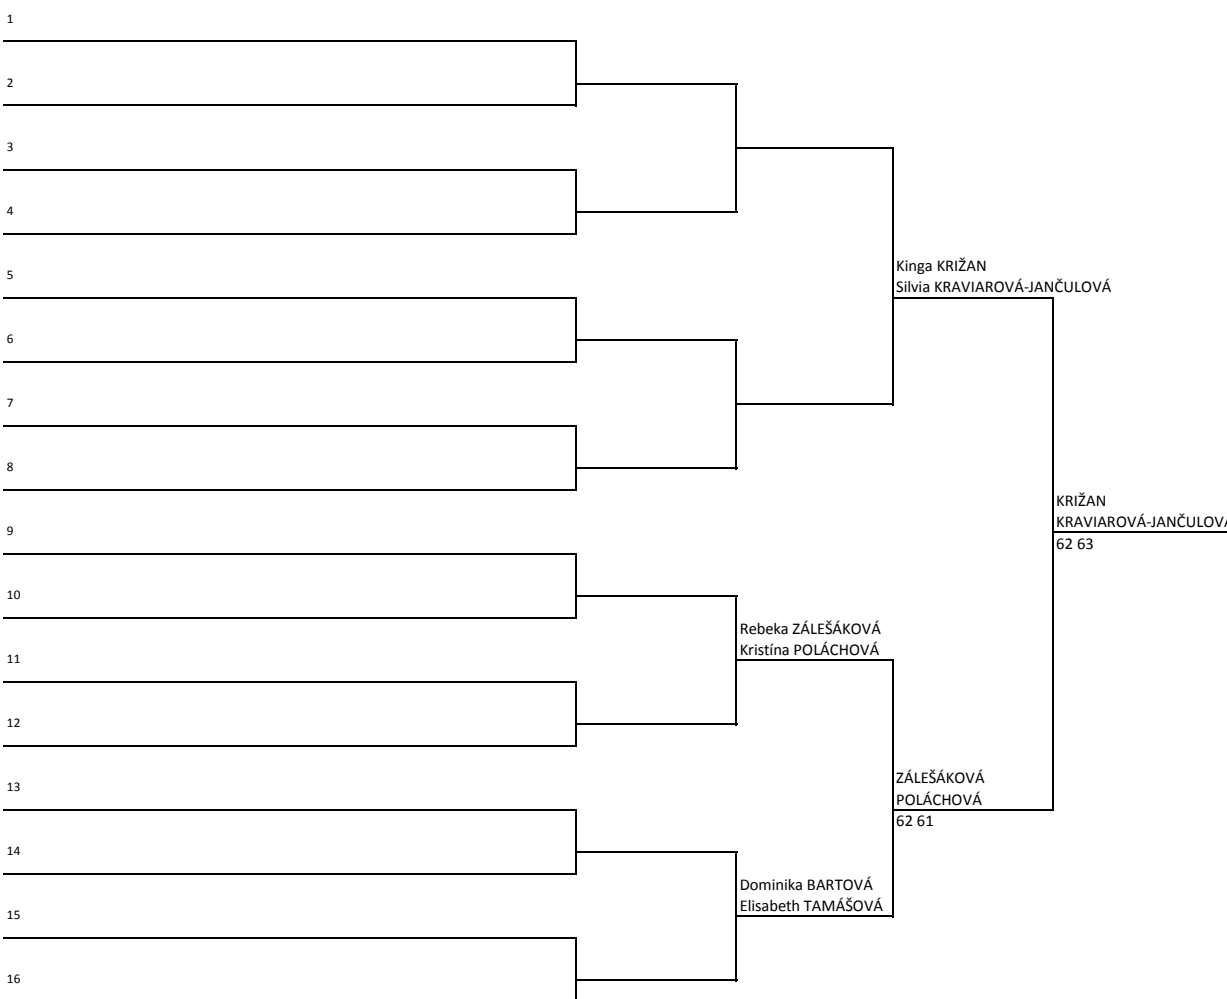 1
2
3
4
5
Kinga KRIŽAN
Silvia KRAVIAROVÁ-JANČULOVÁ
6
7
8
KRIŽAN
KRAVIAROVÁ-JANČULOVÁ
62 63
9
10
Rebeka ZÁLEŠÁKOVÁ
Kristína POLÁCHOVÁ
11
12
13
ZÁLEŠÁKOVÁ
POLÁCHOVÁ
62 61
14
Dominika BARTOVÁ
Elisabeth TAMÁŠOVÁ
15
16